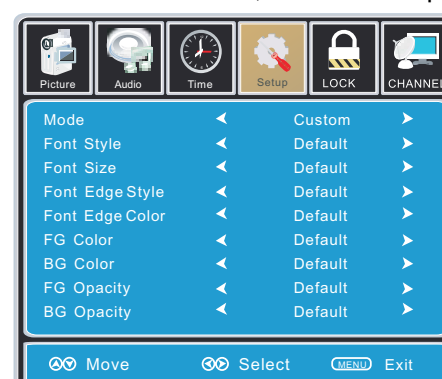 Picture Audio Time Setup LOCK CHANNEL
Mode Custom
Font Style Default
Font Size Default
Font Edge Style Default
Font Edge Color Default
FG Color Default
BG Color Default
FG Opacity Default
BG Opacity Default
Move Select MENU Exit